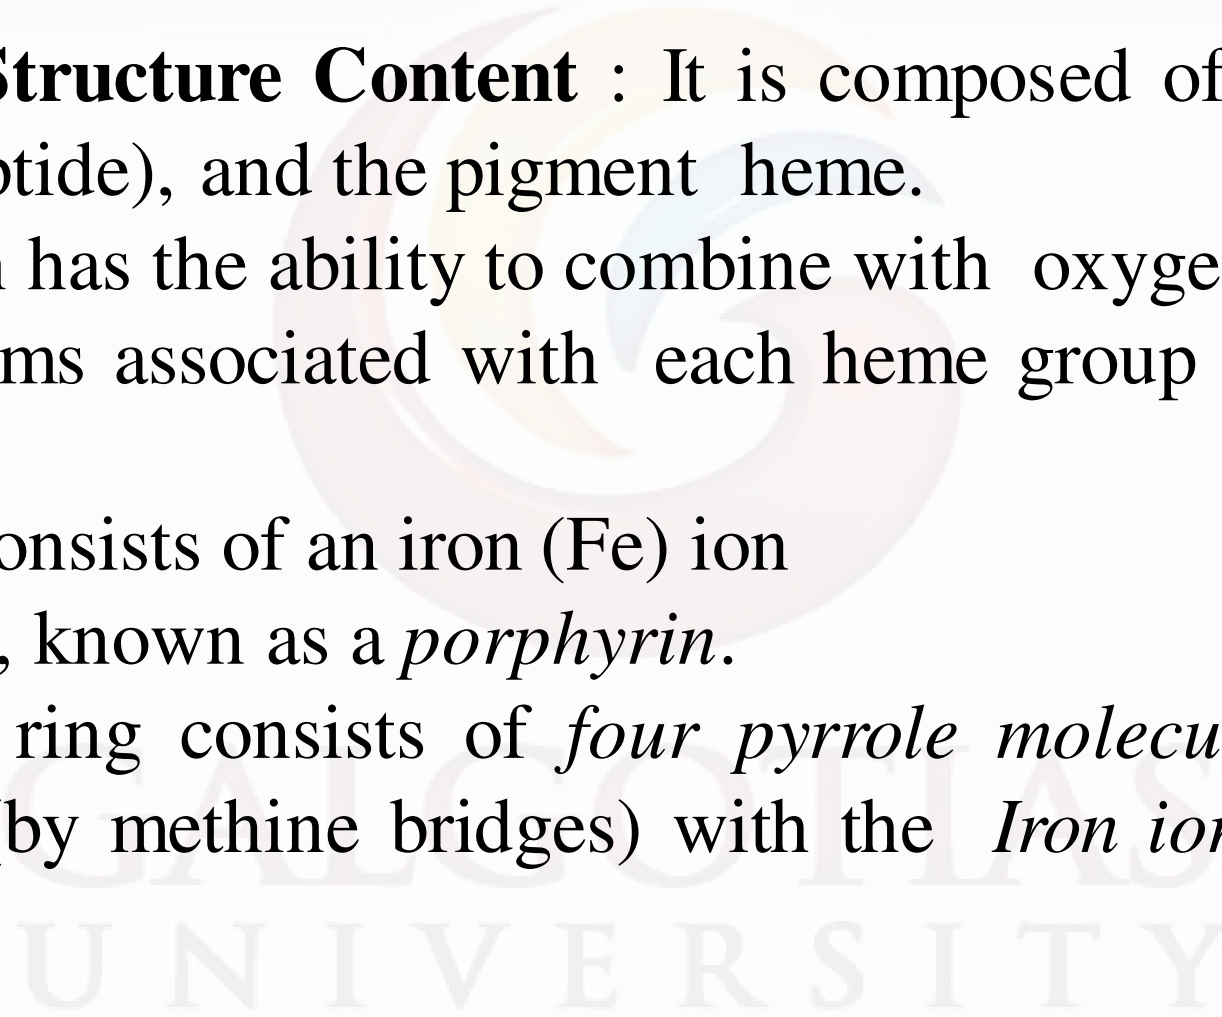 Structure Content : It is composed of
ptide), and the pigment heme.
has the ability to combine with oxyge
ms associated with each heme group
onsists of an iron (Fe) ion
, known as a porphyrin.
ring consists of four pyrrole molecu
(by methine bridges) with the Iron ion
GALGOTIAS
UNIVERSITY